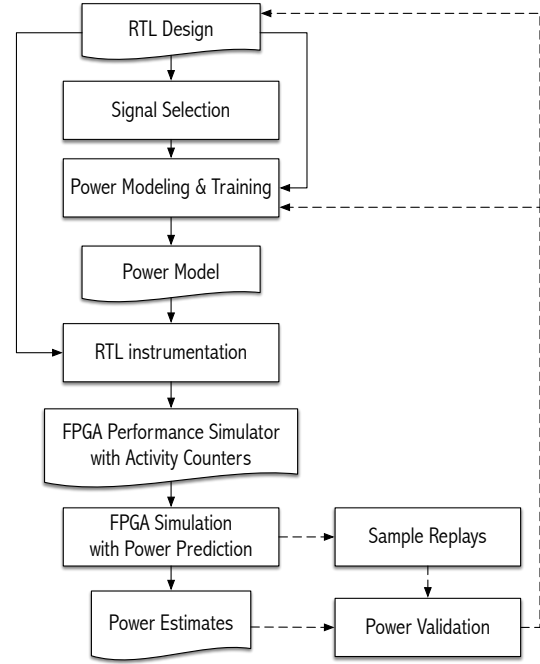 RTL Design
Signal Selection
Power Modeling & Training
Power Model
RTL instrumentation
FPGA Performance Simulator
with Activity Counters
FPGA Simulation
with Power Prediction
Sample Replays
Power Estimates
Power Validation